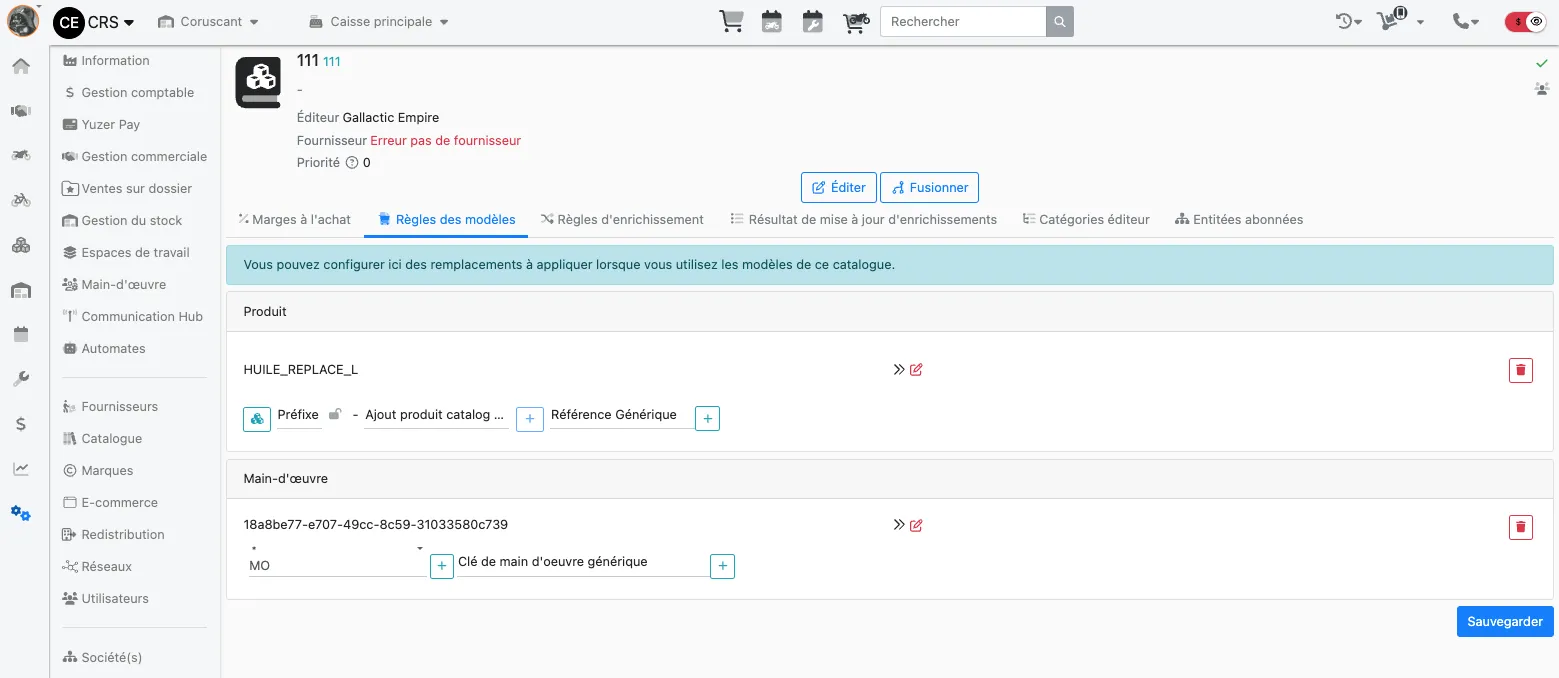 CE CRS
Coruscant
Caisse principale
Rechercher
$
Information
Gestion comptable
Yuzer Pay
Gestion commerciale
Ventes sur dossier
Gestion du stock
Espaces de travail
Main-d'œuvre
Communication Hub
Automates
Fournisseurs
Catalogue
Marques
E-commerce
Redistribution
Réseaux
Utilisateurs
Société(s)
111 111
-
Éditeur Gallactic Empire
Fournisseur Erreur pas de fournisseur
Priorité ? 0
Éditer
Fusionner
Marges à l'achat
Règles des modèles
Règles d'enrichissement
Résultat de mise à jour d'enrichissements
Catégories éditeur
Entitées abonnées
Vous pouvez configurer ici des remplacements à appliquer lorsque vous utilisez les modèles de ce catalogue.
Produit
HUILE_REPLACE_L
Préfixe - Ajout produit catalog ... + Référence Générique +
Main-d'œuvre
18a8be77-e707-49cc-8c59-31033580c739
*
MO + Clé de main d'oeuvre générique +
Sauvegarder